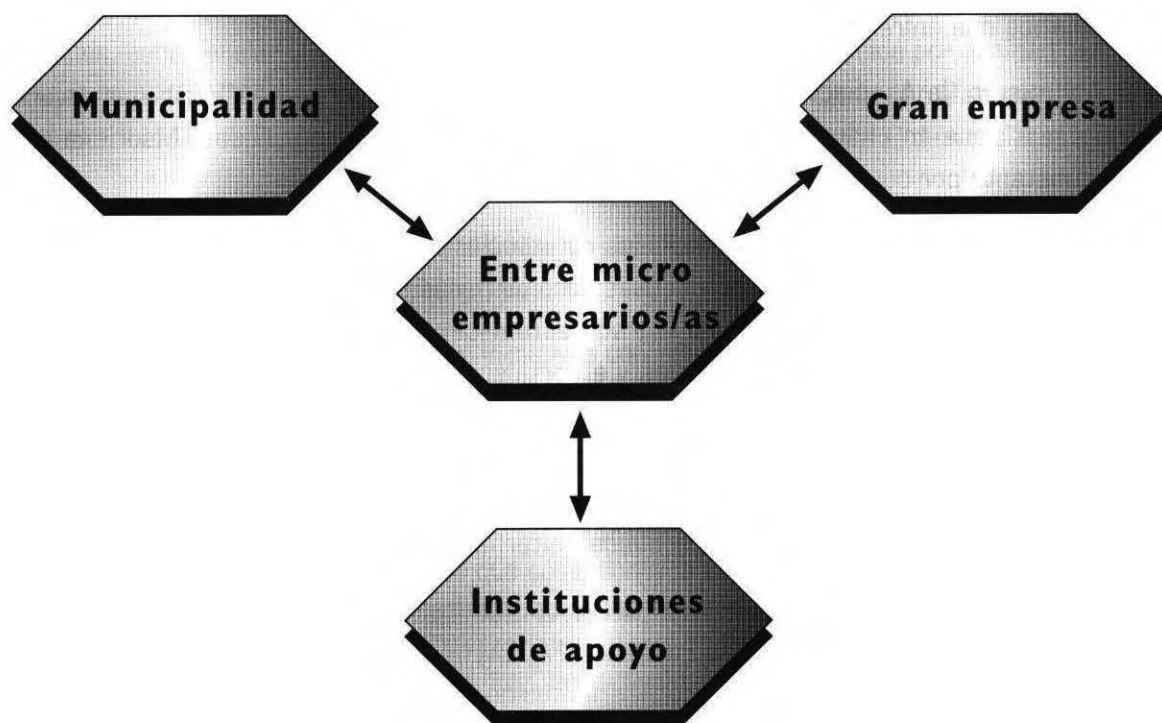 Municipalidad
Gran empresa
Entre micro
empresarios/as
Instituciones
de apoyo